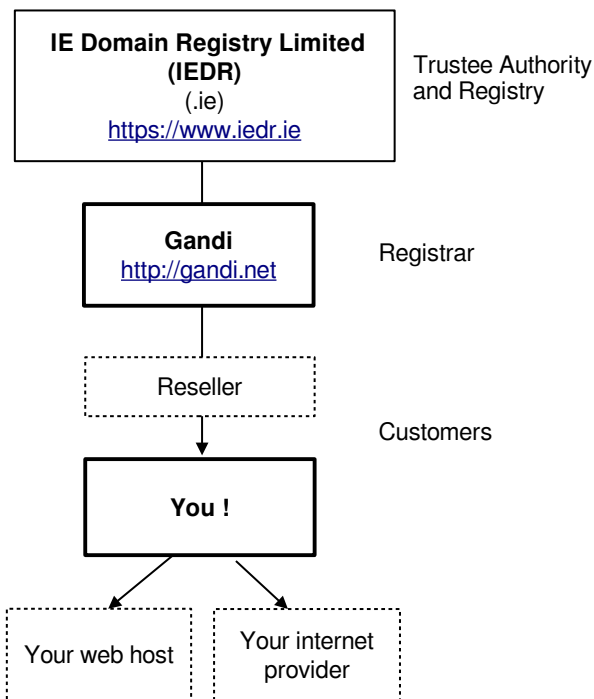 IE Domain Registry Limited
(IEDR)
(.ie)
https://www.iedr.ie
Trustee Authority
and Registry
Gandi
http://gandi.net
Registrar
Reseller
Customers
You !
Your web host
Your internet
provider